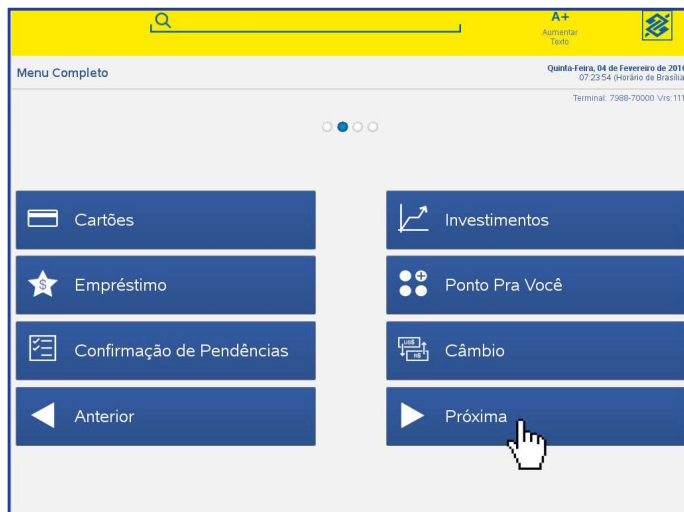 A+
Aumentar
Texto
Menu Completo
Quinta-Feira, 04 de Fevereiro de 2016
07:23:54 (Horário de Brasília
Terminal: 7988-70000 Vrs:111
Cartões
Investimentos
$
Empréstimo
Ponto Pra Você
Confirmação de Pendências
US$
R$
Câmbio
Anterior
Próxima